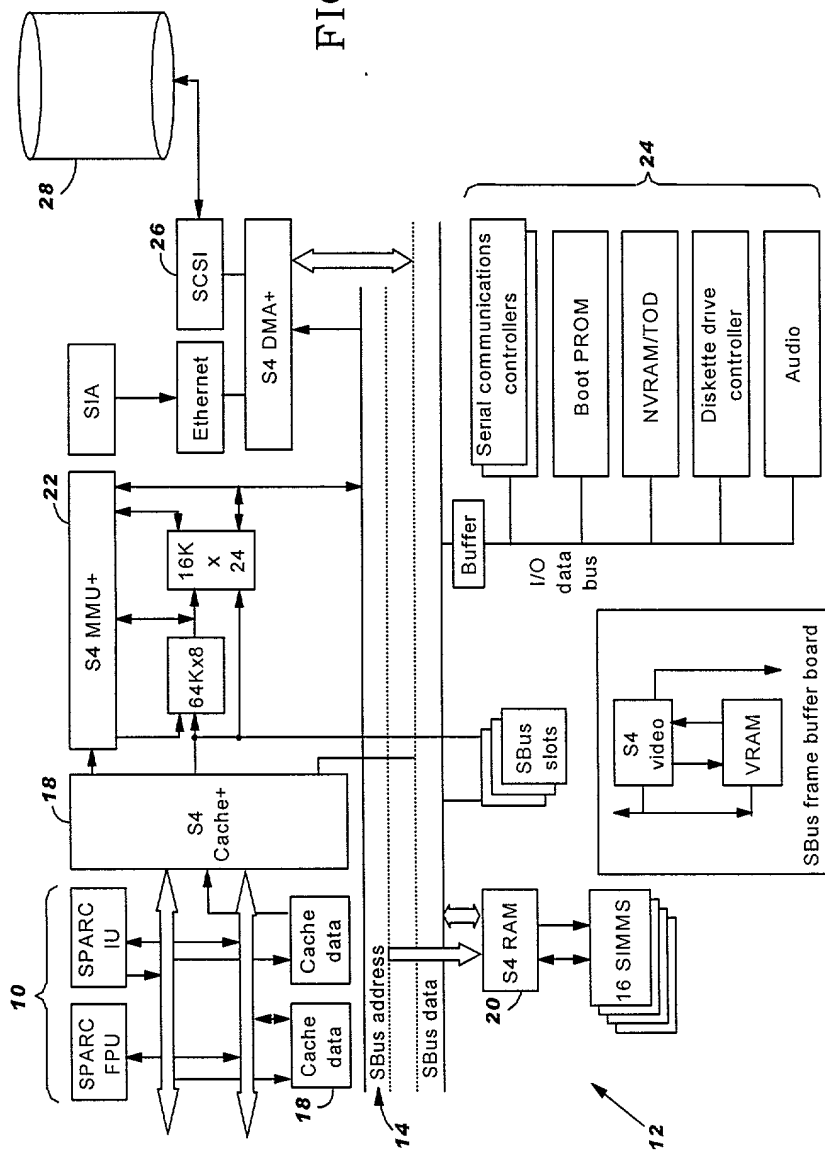 FIG
10
SPARC
FPU
SPARC
IU
18
S4
Cache+
22
S4 MMU+
64Kx8
16K
x
24
SIA
Ethernet
26
SCSI
S4 DMA+
28
Cache
data
18
Cache
data
SBus address
14
SBus data
20
S4 RAM
16 SIMMS
12
SBus
slots
S4
video
VRAM
SBus frame buffer board
Buffer
I/O
data
bus
Serial communications
controllers
Boot PROM
NVRAM/TOD
Diskette drive
controller
Audio
24